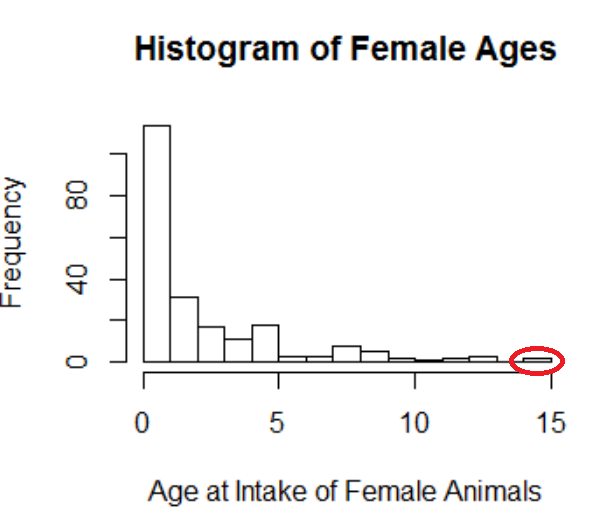 Histogram of Female Ages
Frequency
80
40
0
0 5 10 15
Age at Intake of Female Animals